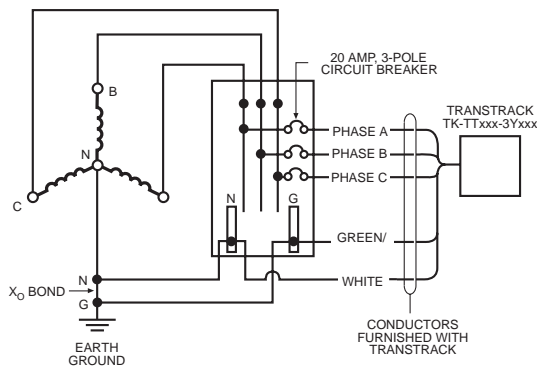 20 AMP, 3-POLE
CIRCUIT BREAKER
TRANSTRACK
TK-TTxxx-3Yxxx
B
PHASE A
PHASE B
N
PHASE C
C
N
G
GREEN/
N
WHITE
XO BOND
G
EARTH
GROUND
CONDUCTORS
FURNISHED WITH
TRANSTRACK